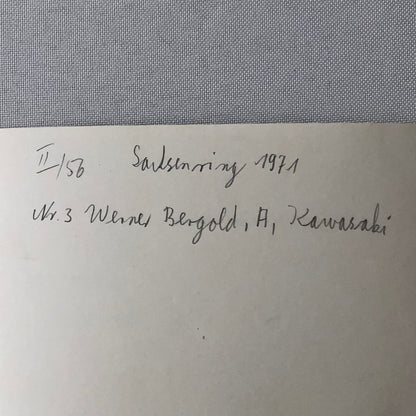 II/56 Sachsenring 1971
Nr. 3 Werner Bergold, A, Kawasaki